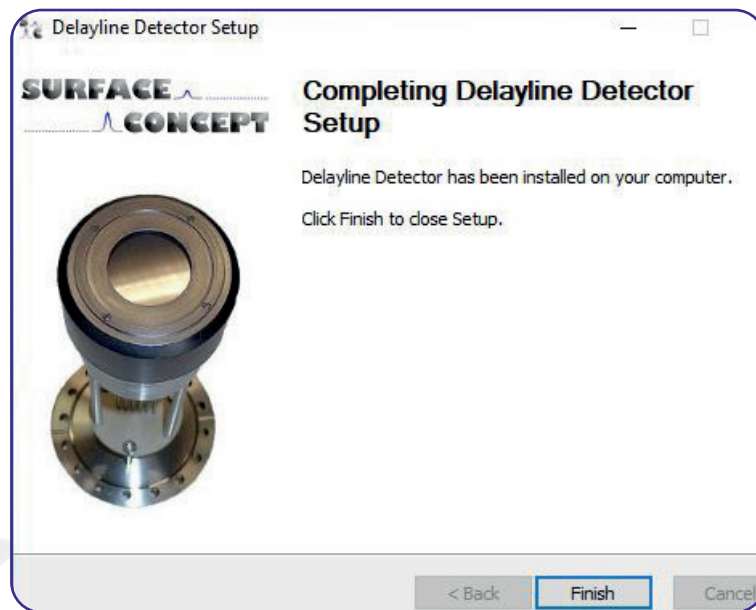 Delayline Detector Setup
SURFACE
CONCEPT
Completing Delayline Detector
Setup
Delayline Detector has been installed on your computer.
Click Finish to close Setup.
< Back
Finish
Cancel